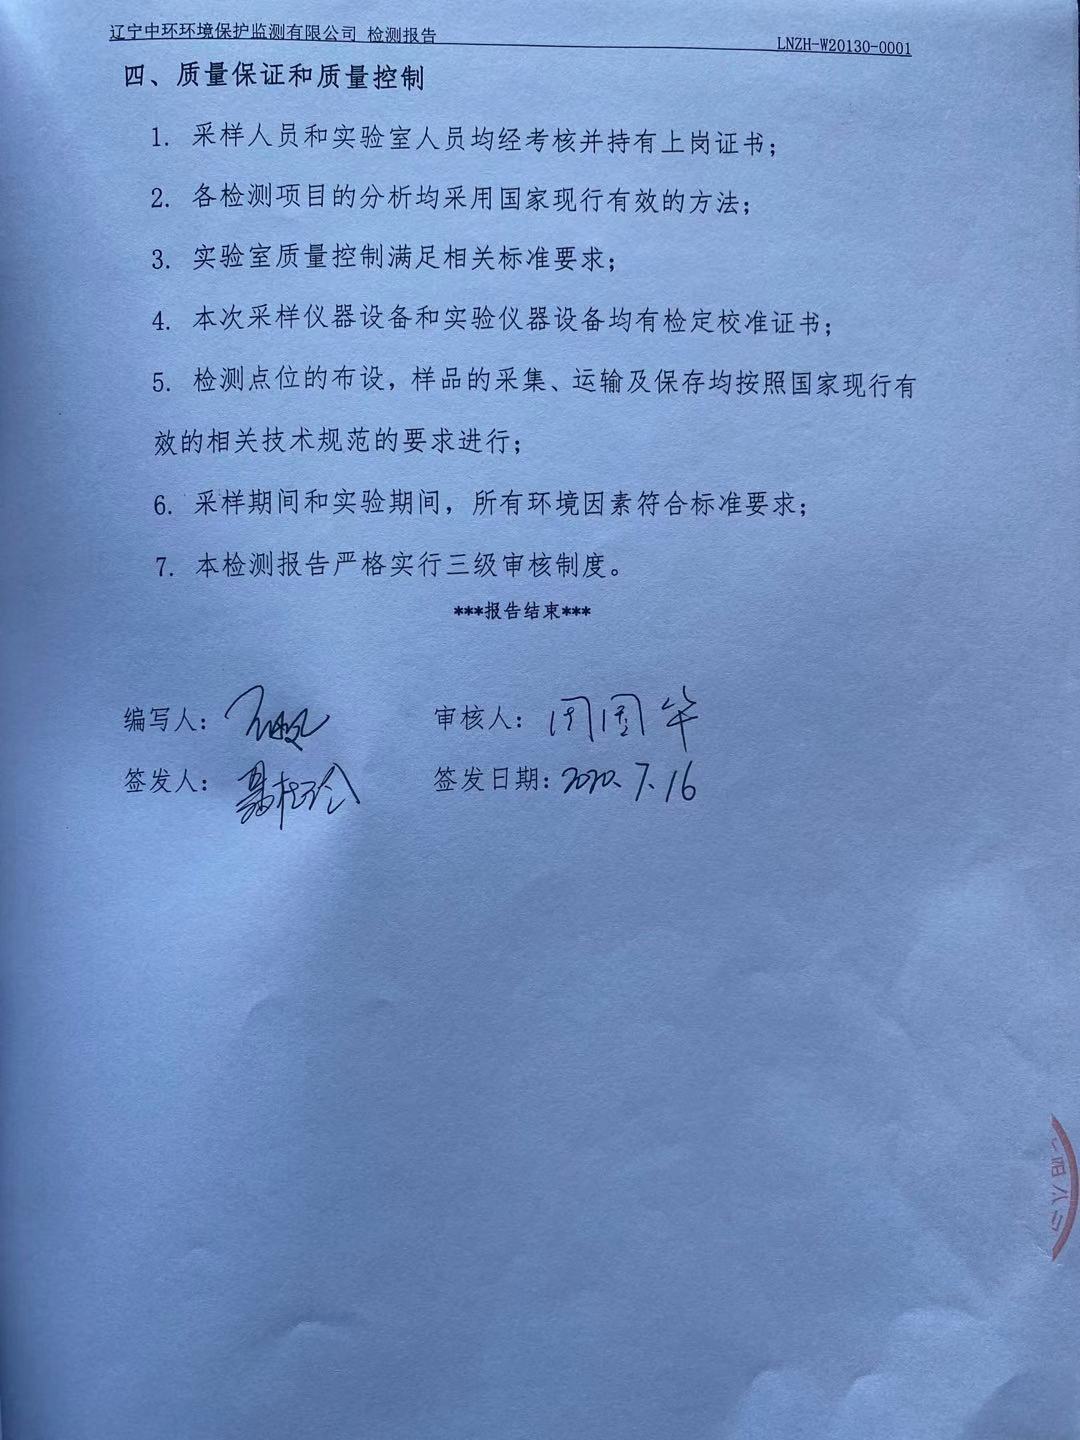 辽宁中环环境保护监测有限公司 检测报告
LNZH-W20130-0001
四、质量保证和质量控制
1. 采样人员和实验室人员均经考核并持有上岗证书;
2. 各检测项目的分析均采用国家现行有效的方法;
3. 实验室质量控制满足相关标准要求;
4. 本次采样仪器设备和实验仪器设备均有检定校准证书;
5. 检测点位的布设,样品的采集、运输及保存均按照国家现行有
效的相关技术规范的要求进行;
6. 采样期间和实验期间, 所有环境因素符合标准要求;
7. 本检测报告严格实行三级审核制度。
***报告结束***
编写人:
审核人: 周国华
签发人:
签发日期: 2020.7.16